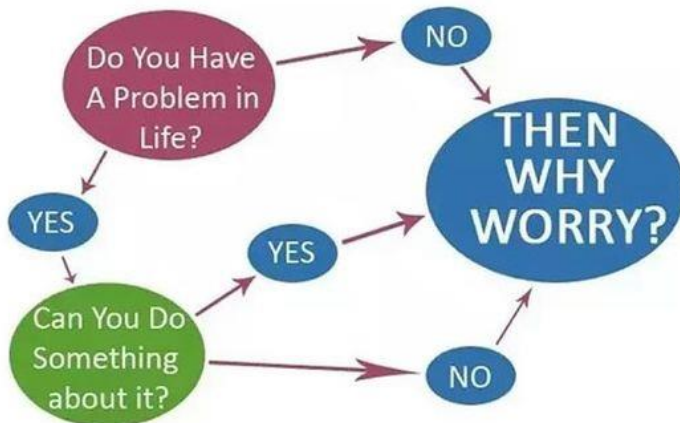 Do You Have
A Problem in
Life?
NO
THEN
WHY
WORRY?
YES
YES
Can You Do
Something
about it?
NO